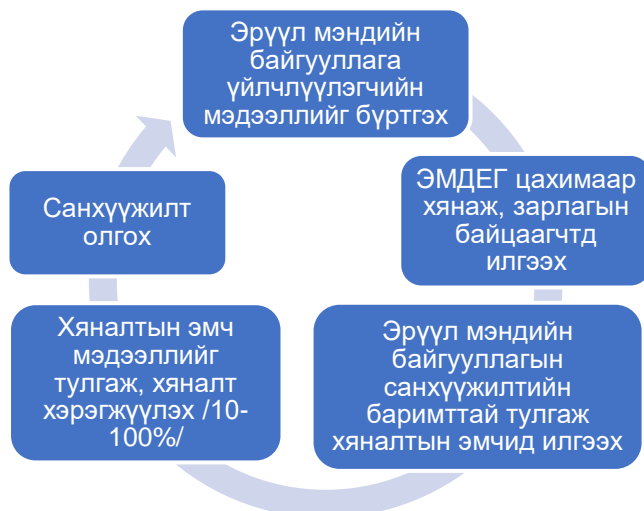 Эрүүл мэндийн
байгууллага
үйлчлүүлэгчийн
мэдээллийг бүртгэх
ЭМДЕГ цахимаар
хянаж, зарлагын
байцаагчтд
илгээх
Эрүүл мэндийн
байгууллагын
санхүүжилтийн
баримттай тулгаж
хяналтын эмчид илгээх
Хяналтын эмч
мэдээллийг
тулгаж, хяналт
хэрэгжүүлэх /10-
100%/
Санхүүжилт
олгох